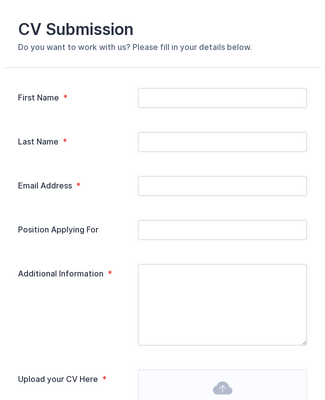 CV Submission
Do you want to work with us? Please fill in your details below.
First Name *
Last Name *
Email Address *
Position Applying For
Additional Information *
Upload your CV Here *